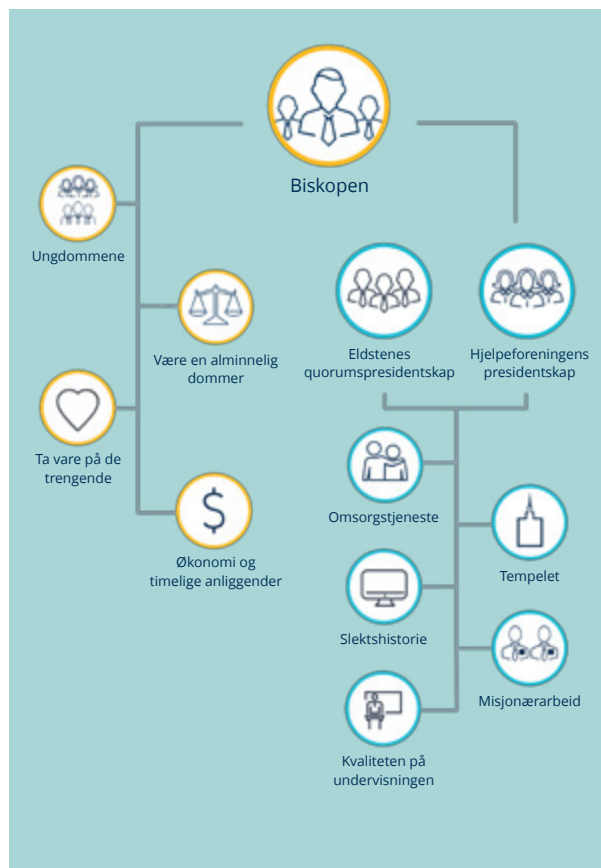 Biskopen
Ungdommene
Være en alminnelig
dommer
Ta vare på de
trengende
$
Økonomi og
timelige anliggender
Eldstenes
quorumspresidentskap
Hjelpeforeningens
presidentskap
Omsorgstjeneste
Tempelet
Slektshistorie
Misjonærarbeid
Kvaliteten på
undervisningen